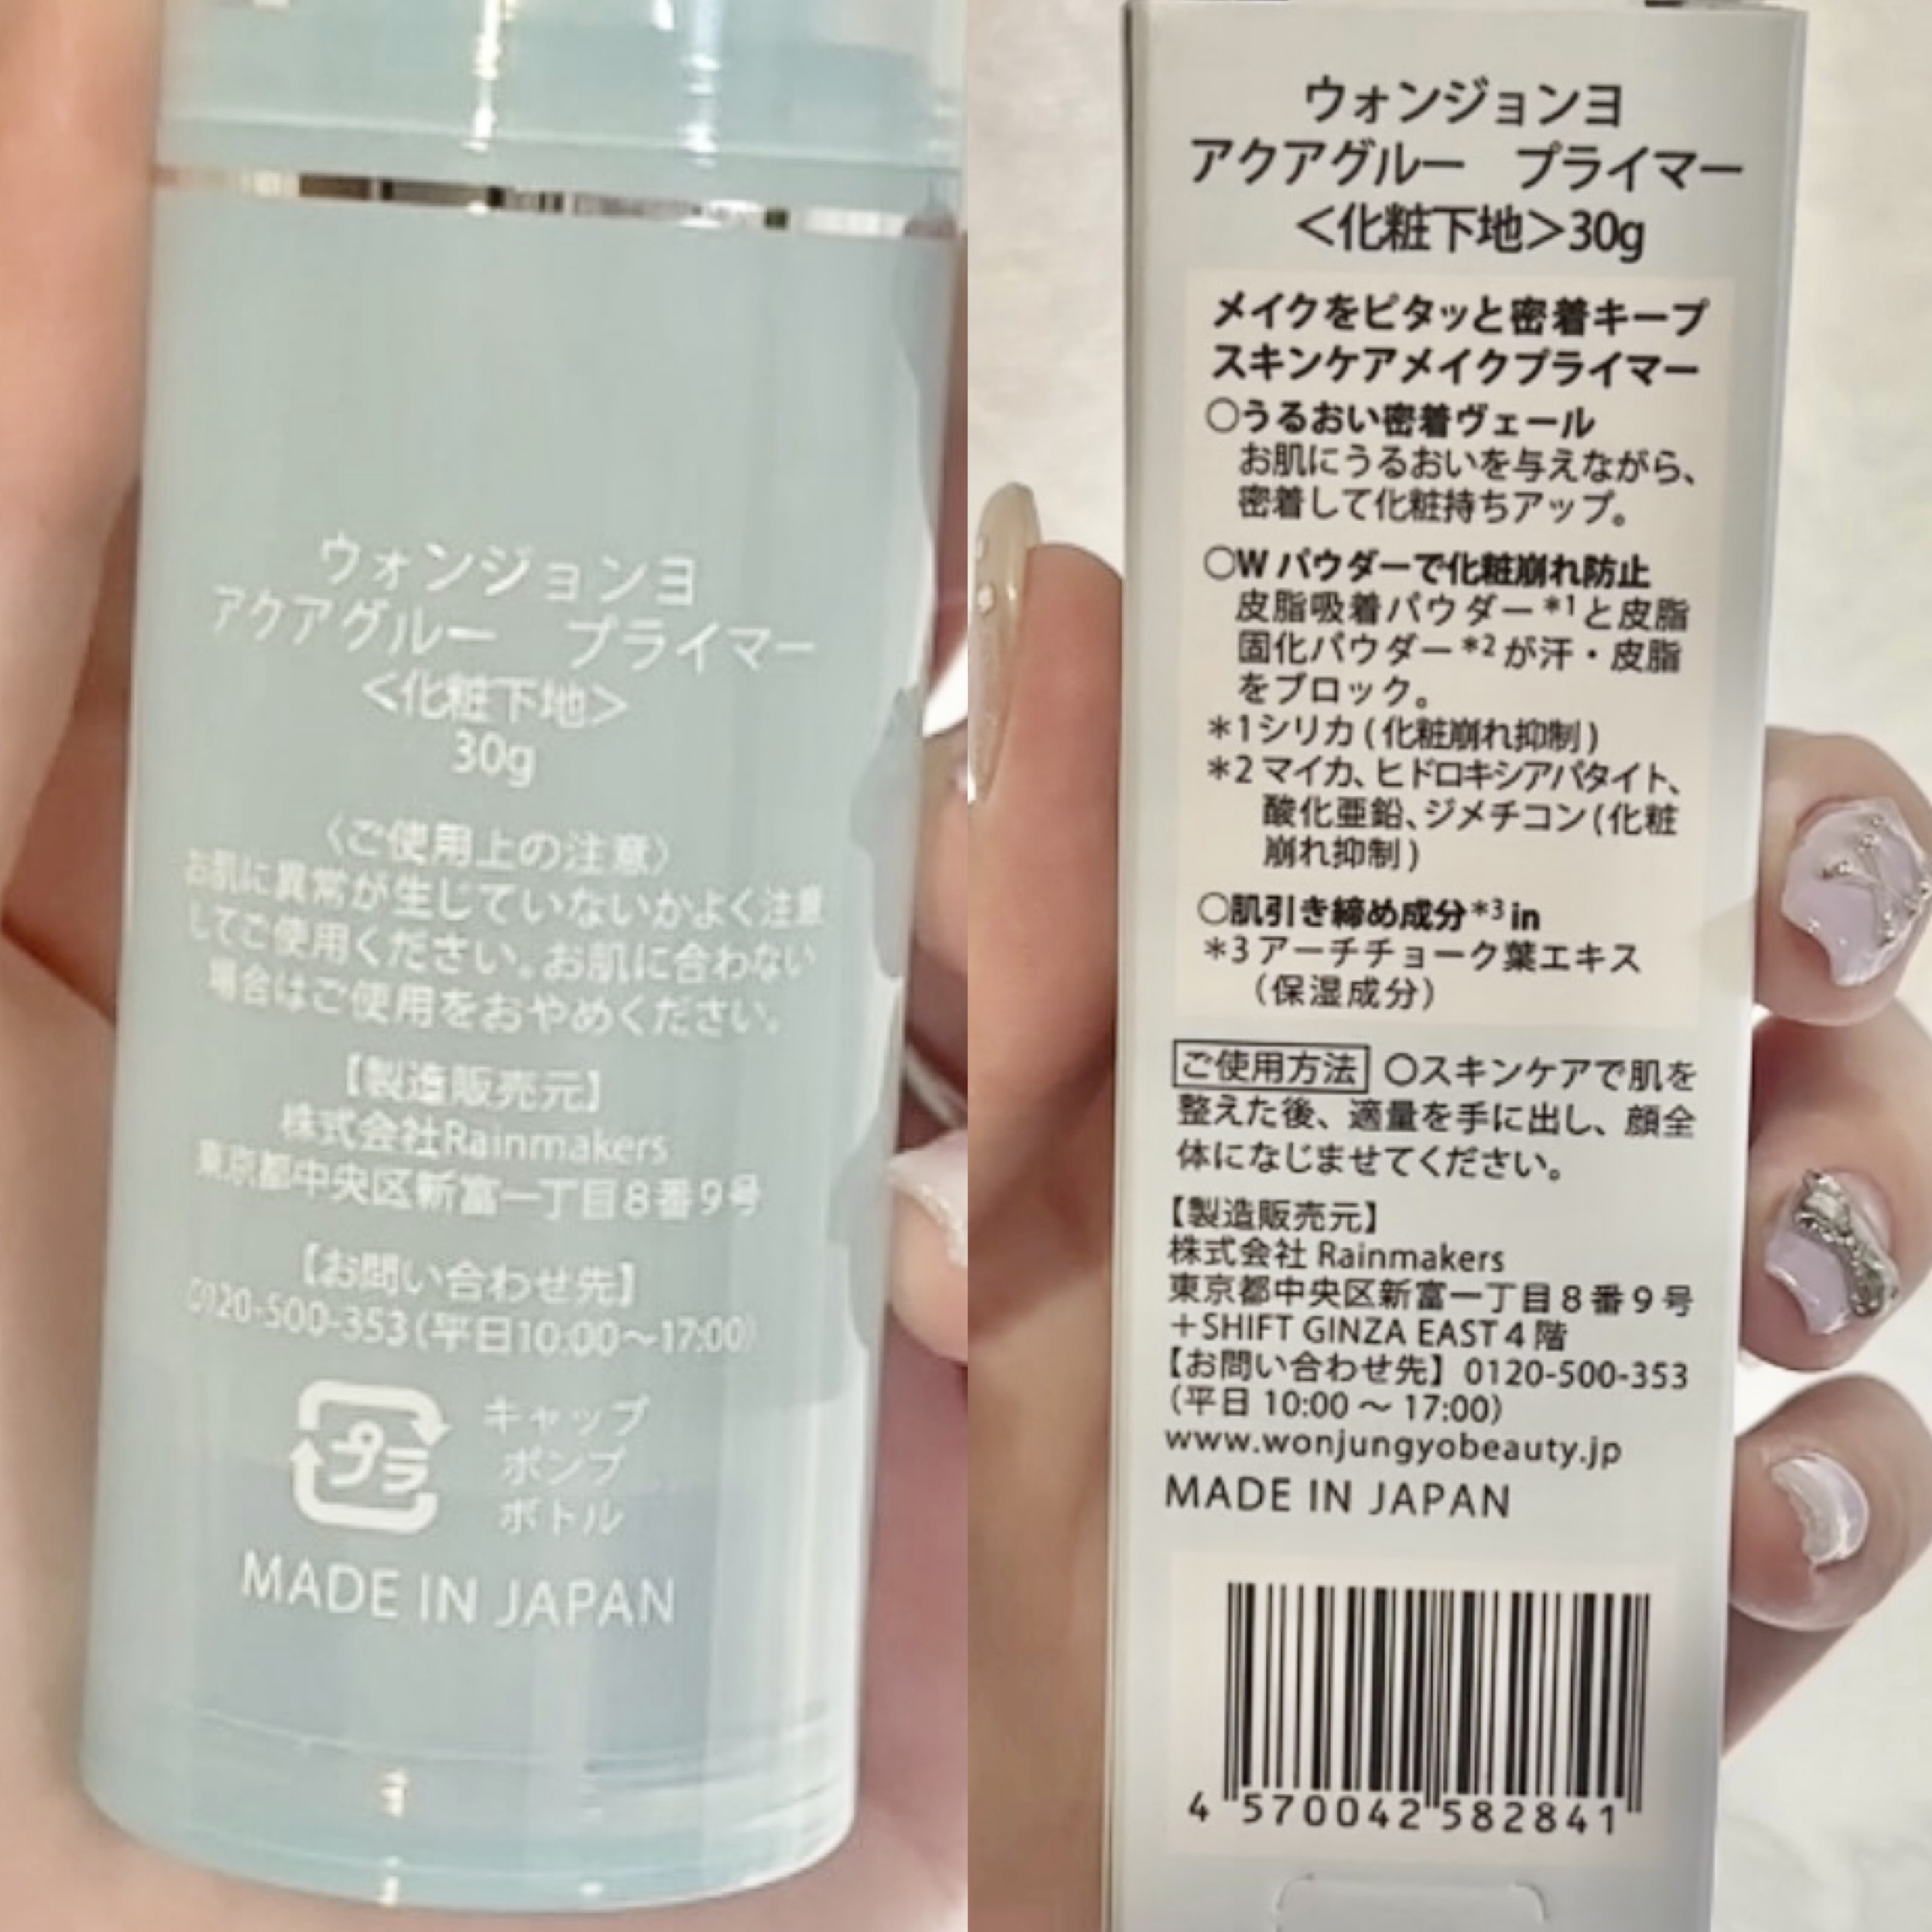 ウォンジョンヨ
アクアグルー　プライマー
＜化粧下地＞
30g
〈ご使用上の注意〉
お肌に異常が生じていないかよく注意
してご使用ください。お肌に合わない
場合はご使用をおやめください。
【製造販売元】
株式会社Rainmakers
東京都中央区新富一丁目8番9号
【お問い合わせ先】
0120-500-353(平日10:00〜17:00)
プラ
キャップ
ポンプ
ボトル
MADE IN JAPAN
ウォンジョンヨ
アクアグルー　プライマー
＜化粧下地＞30g
メイクをピタッと密着キープ
スキンケアメイクプライマー
○うるおい密着ヴェール
お肌にうるおいを与えながら、
密着して化粧持ちアップ。
○W パウダーで化粧崩れ防止
皮脂吸着パウダー*1と皮脂
固化パウダー*2が汗・皮脂
をブロック。
*1シリカ(化粧崩れ抑制)
*2マイカ、ヒドロキシアパタイト、
酸化亜鉛、ジメチコン(化粧
崩れ抑制)
○肌引き締め成分*3in
*3アーチチョーク葉エキス
（保湿成分）
ご使用方法 ○スキンケアで肌を
整えた後、適量を手に出し、顔全
体になじませてください。
【製造販売元】
株式会社 Rainmakers
東京都中央区新富一丁目8番9号
＋SHIFT GINZA EAST 4階
【お問い合わせ先】0120-500-353
（平日 10:00 〜 17:00）
www.wonjungyobeauty.jp
MADE IN JAPAN
4 570042 582841